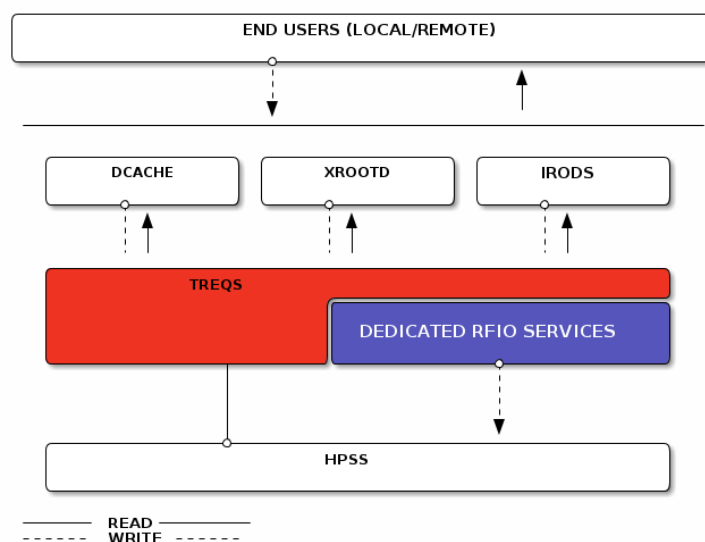 END USERS (LOCAL/REMOTE)
DCACHE
XROOTD
IRODS
TREQS
DEDICATED RFIO SERVICES
HPSS
READ
WRITE